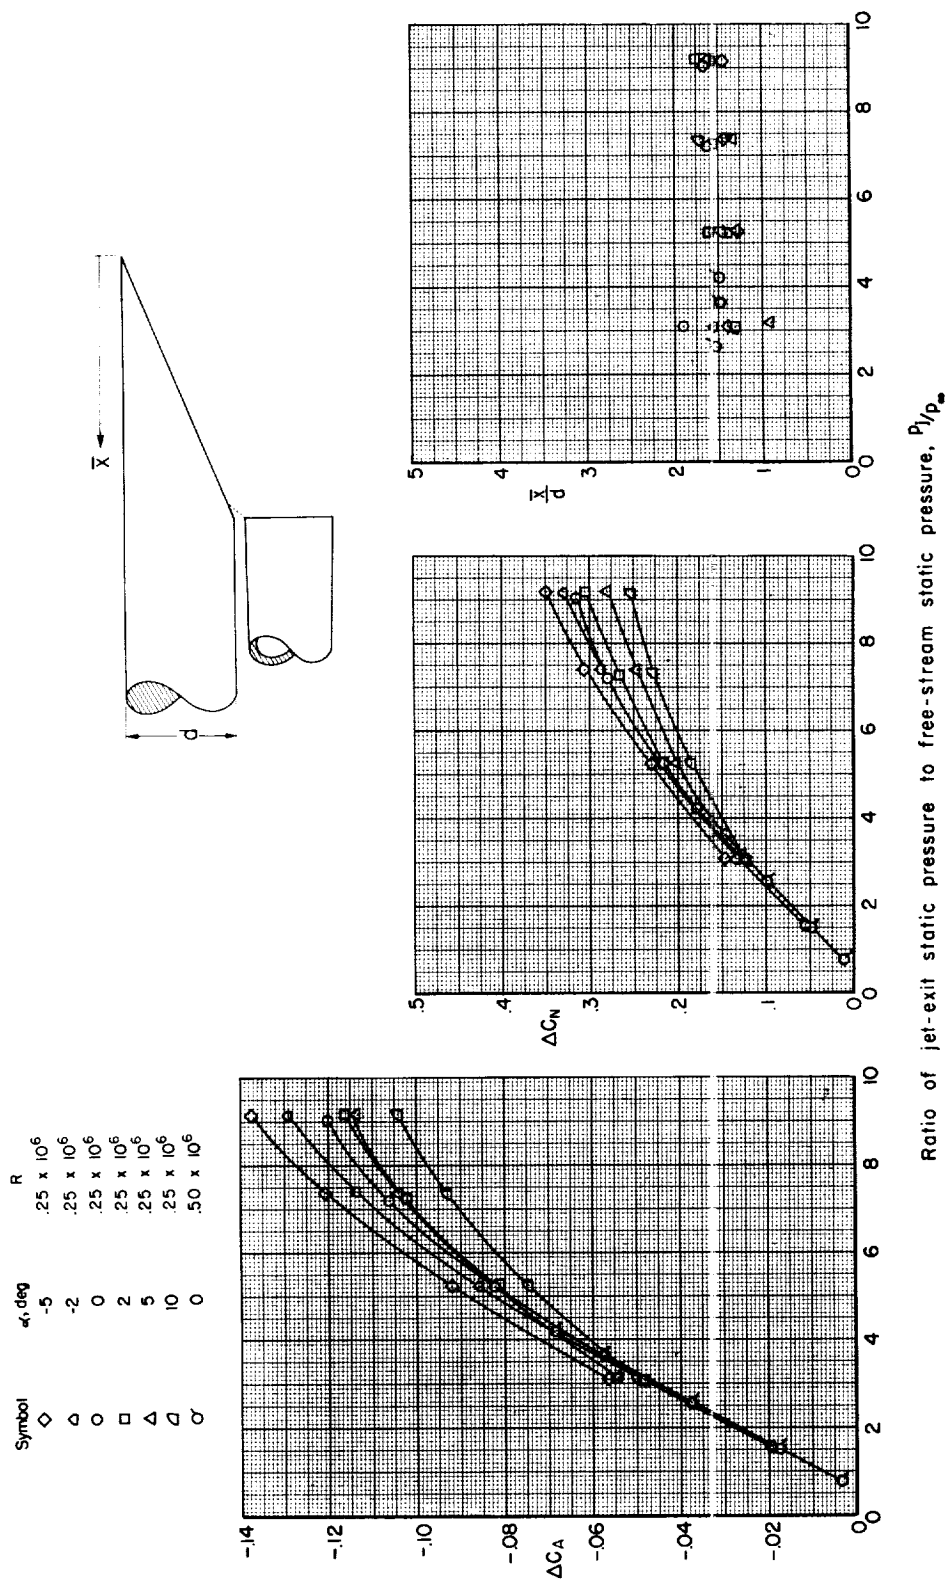 Symbol α, deg R
-5 .25 x 10⁶
-2 .25 x 10⁶
0 .25 x 10⁶
2 .25 x 10⁶
5 .25 x 10⁶
10 .25 x 10⁶
0 .50 x 10⁶
x̄
d
-.14
-.12
-.10
ΔC_A
-.08
-.06
-.04
-.02
0
0 2 4 6 8 10
.5
.4
ΔC_N
.3
.2
.1
0
0 2 4 6 8 10
5
4
x̄/d
3
2
1
0
0 2 4 6 8 10
Ratio of jet-exit static pressure to free-stream static pressure, p_j/p_∞